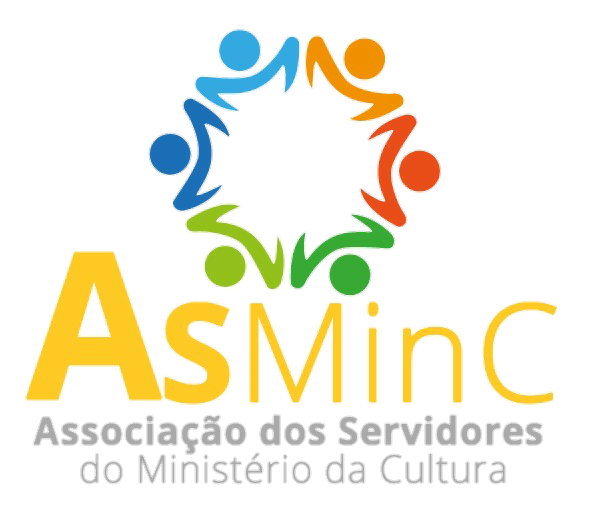 AsMinC
Associação dos Servidores
do Ministério da Cultura